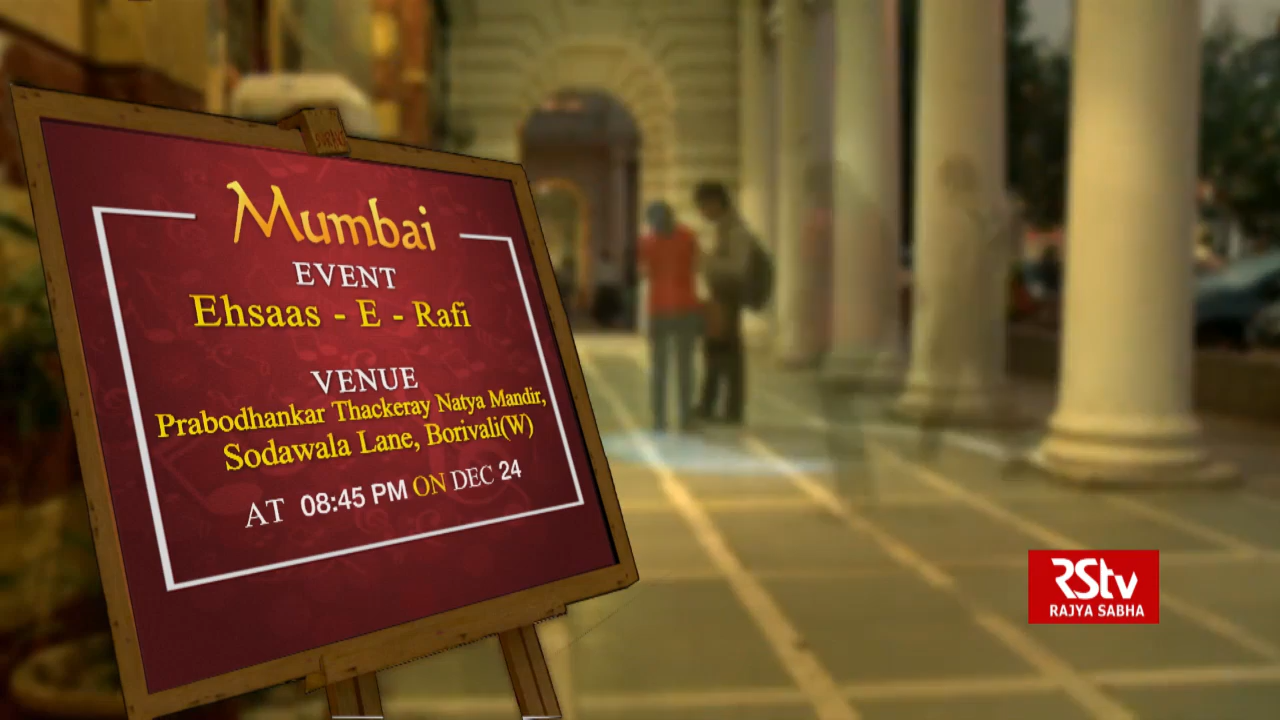 Mumbai
EVENT
Ehsaas - E - Rafi
VENUE
Prabodhankar Thackeray Natya Mandir,
Sodawala Lane, Borivali(W)
AT 08:45 PM ON DEC 24
RStv
RAJYA SABHA